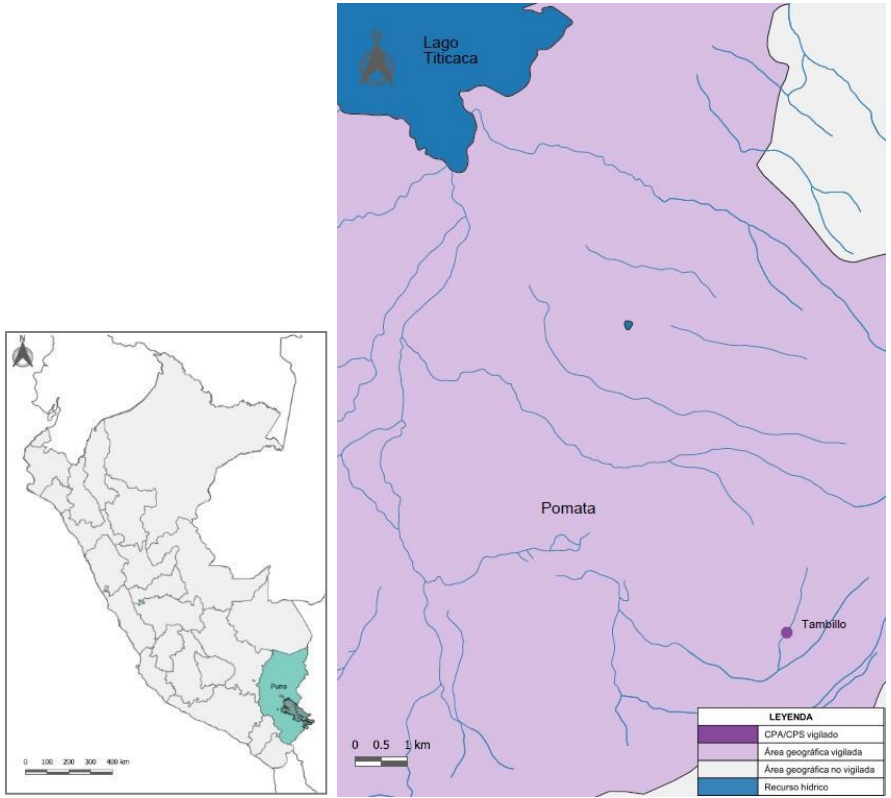 N
Puno
0 100 200 300 400 km
Lago
Titicaca
Pomata
Tambillo
0 0.5 1 km
LEYENDA
CPA/CPS vigilado
Área geográfica vigilada
Área geográfica no vigilada
Recurso hídrico